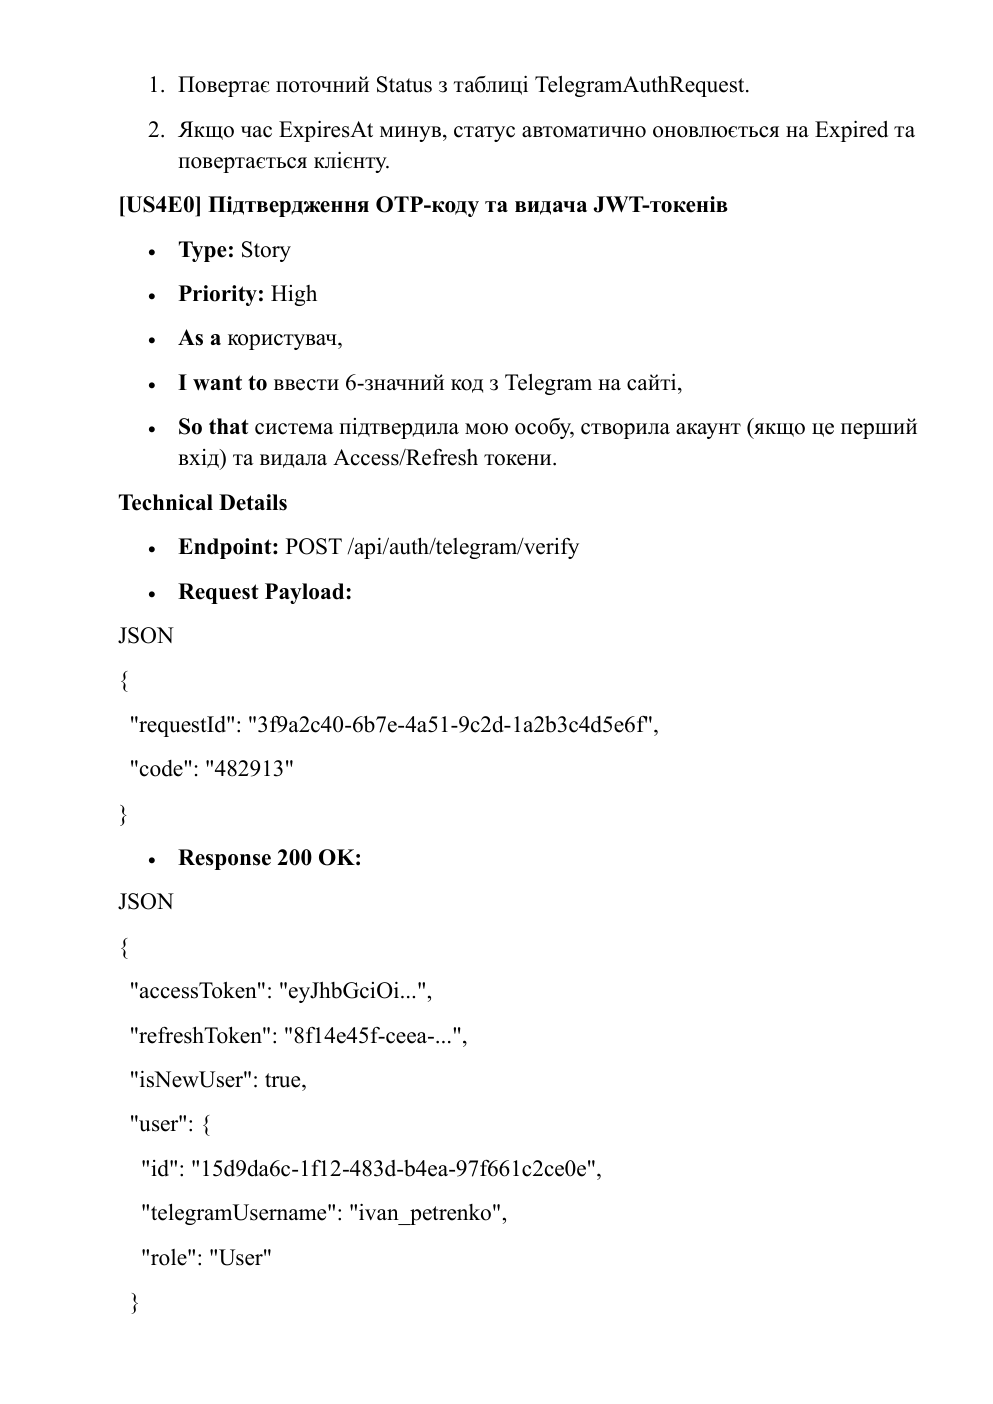 1. Повертає поточний Status з таблиці TelegramAuthRequest.
2. Якщо час ExpiresAt минув, статус автоматично оновлюється на Expired та
повертається клієнту.
[US4E0] Підтвердження OTP-коду та видача JWT-токенів
• Type: Story
• Priority: High
• As a користувач,
• I want to ввести 6-значний код з Telegram на сайті,
• So that система підтвердила мою особу, створила акаунт (якщо це перший
вхід) та видала Access/Refresh токени.
Technical Details
• Endpoint: POST /api/auth/telegram/verify
• Request Payload:
JSON
{
"requestId": "3f9a2c40-6b7e-4a51-9c2d-1a2b3c4d5e6f",
"code": "482913"
}
• Response 200 OK:
JSON
{
"accessToken": "eyJhbGciOi...",
"refreshToken": "8f14e45f-ceea-...",
"isNewUser": true,
"user": {
"id": "15d9da6c-1f12-483d-b4ea-97f661c2ce0e",
"telegramUsername": "ivan_petrenko",
"role": "User"
}